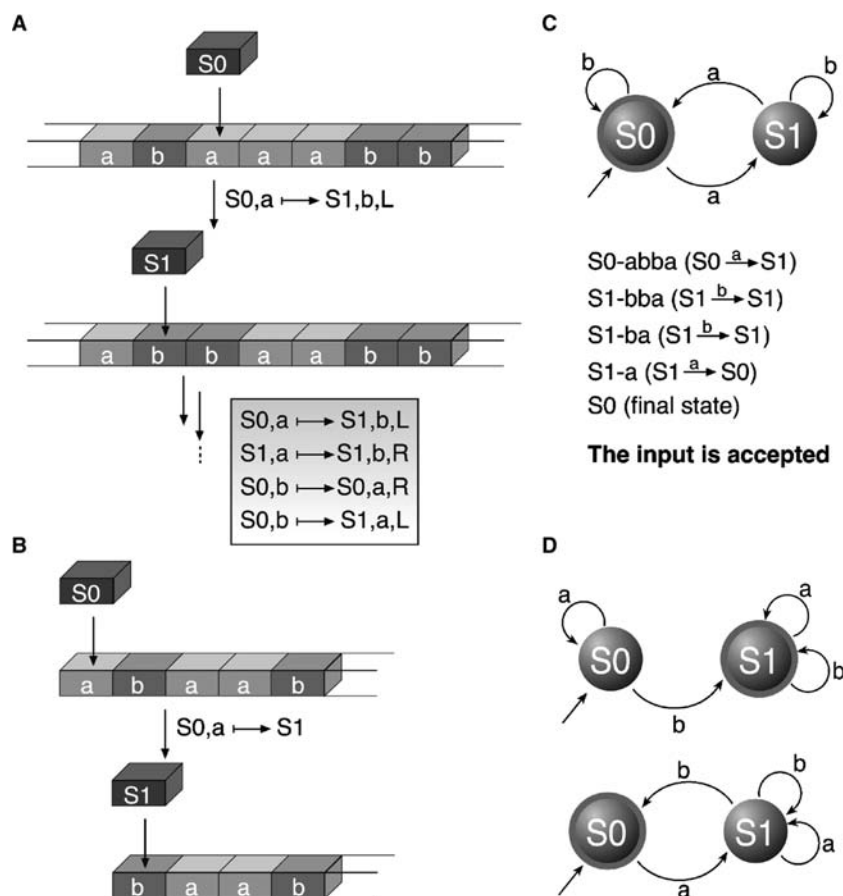 A
S0
a b a a a b b
S0,a ⟼ S1,b,L
S1
a b b a a b b
S0,a ⟼ S1,b,L
S1,a ⟼ S1,b,R
S0,b ⟼ S0,a,R
S0,b ⟼ S1,a,L
B
S0
a b a a b
S0,a ⟼ S1
S1
b a a b
C
b a b
S0 S1
a
S0-abba (S0 a→ S1)
S1-bba (S1 b→ S1)
S1-ba (S1 b→ S1)
S1-a (S1 a→ S0)
S0 (final state)
The input is accepted
D
a a
S0 S1
b b
b b
S0 S1
a a